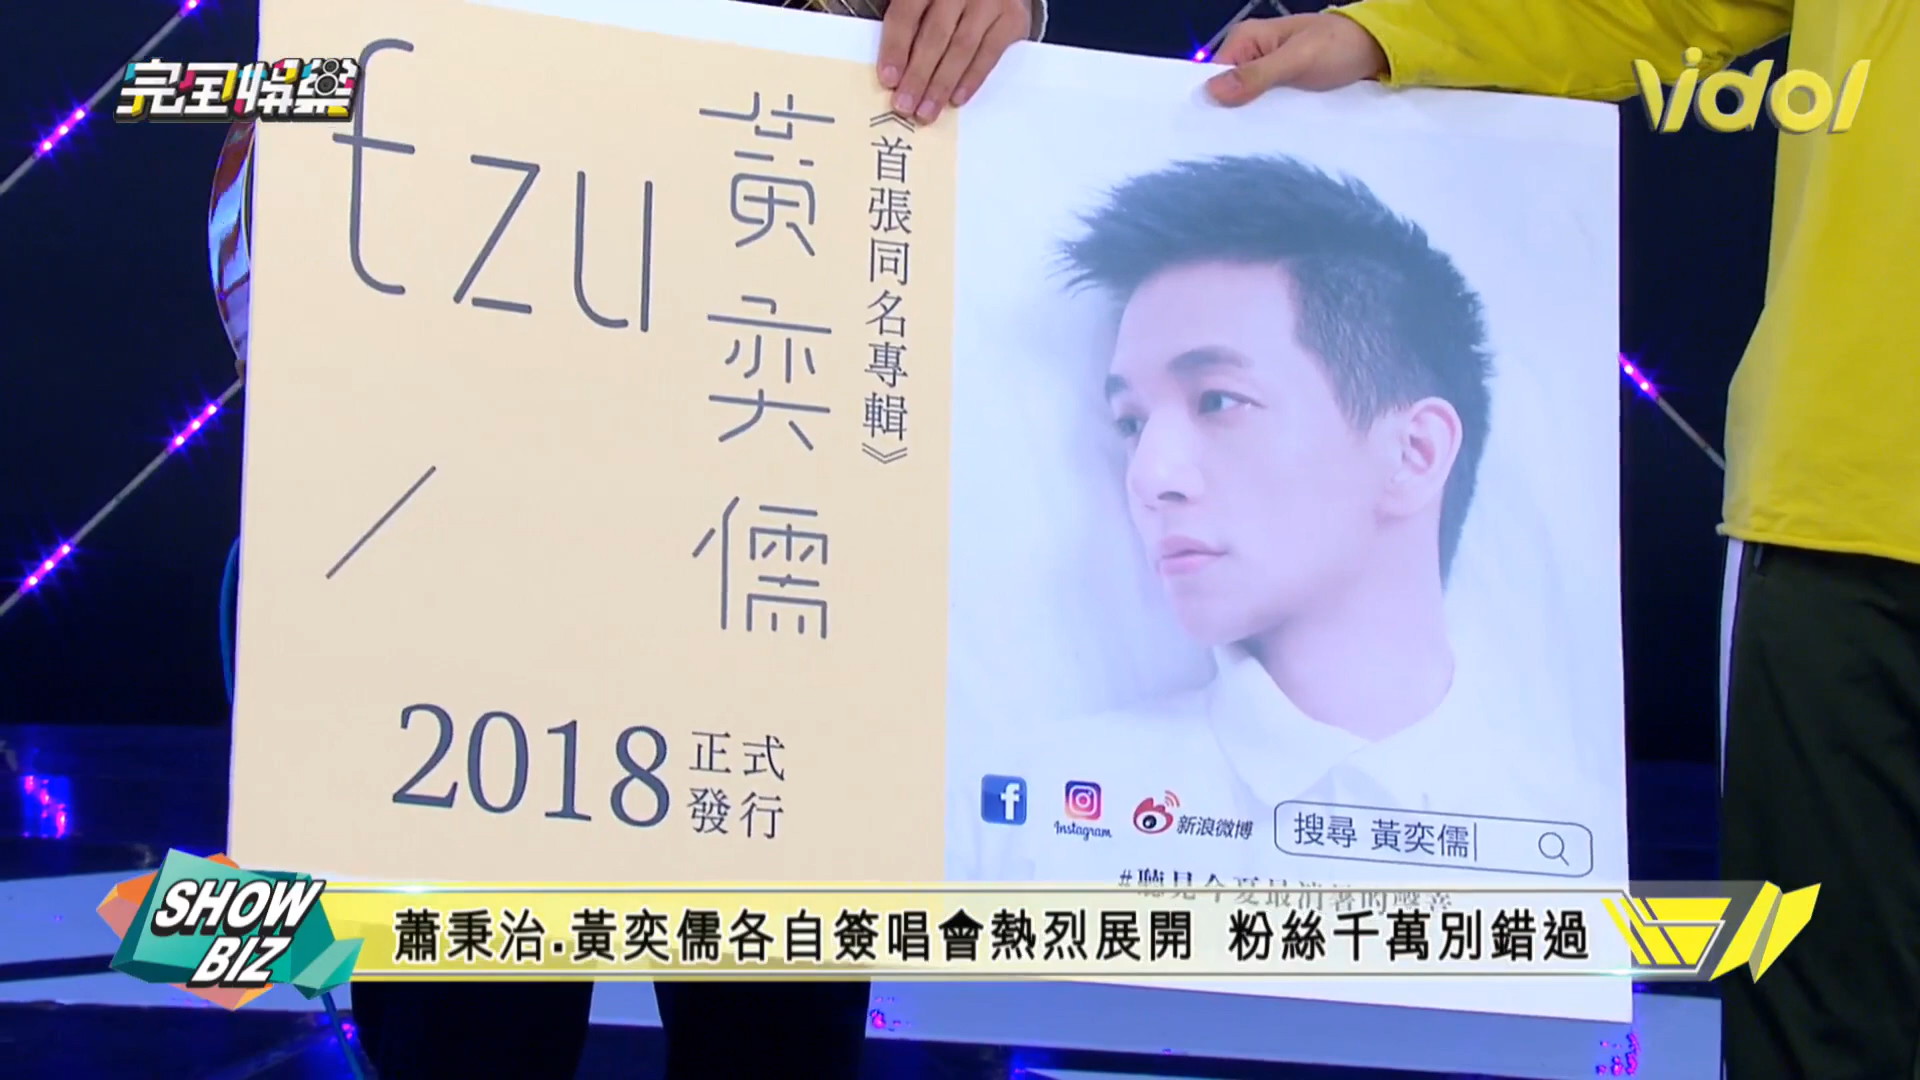 完全娛樂
Vidol
Ezu
黃奕儒
《首張同名專輯》
/
2018 正式發行
Instagram
新浪微博
搜尋 黃奕儒
SHOW BIZ
蕭秉治.黃奕儒各自簽唱會熱烈展開 粉絲千萬別錯過